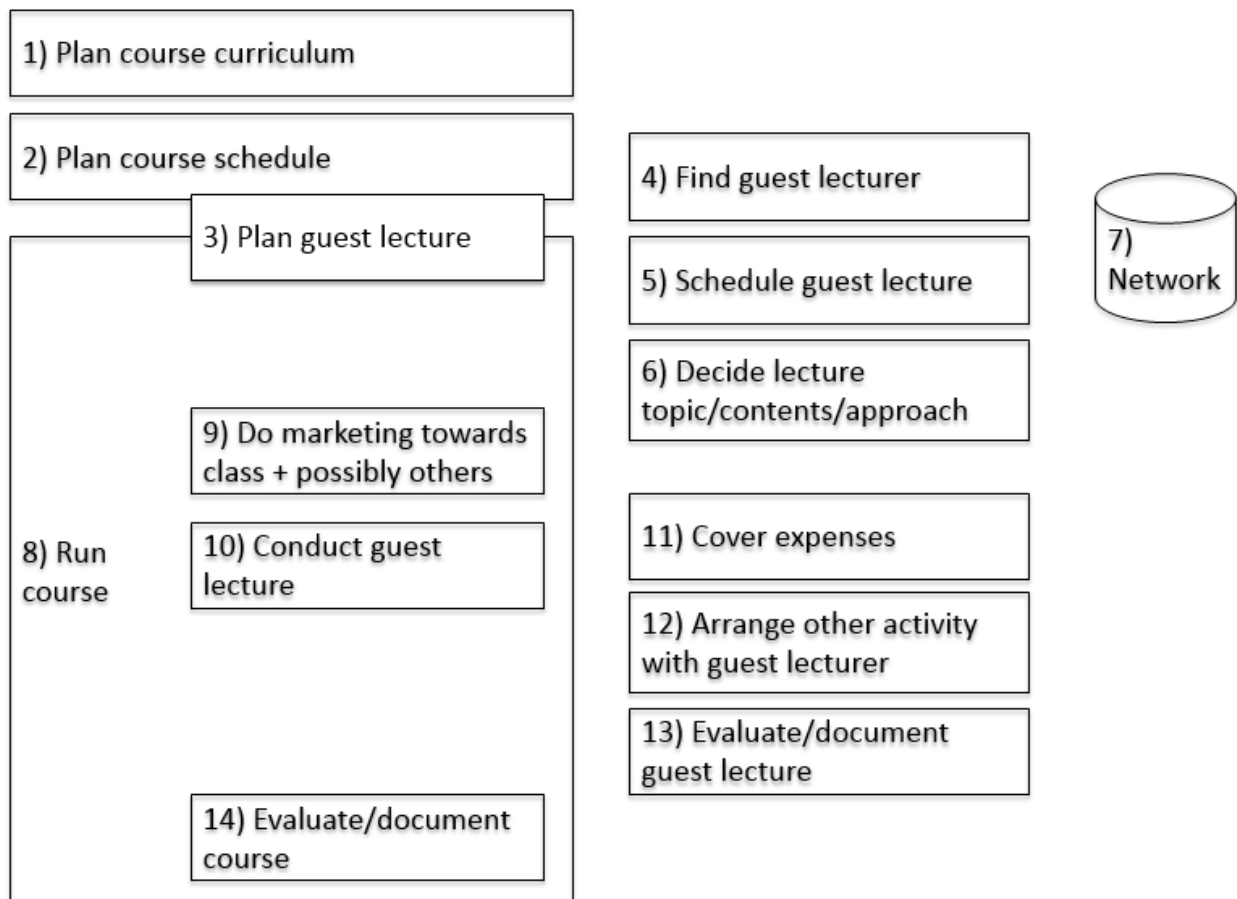 1) Plan course curriculum
2) Plan course schedule
3) Plan guest lecture
4) Find guest lecturer
5) Schedule guest lecture
6) Decide lecture
topic/contents/approach
7)
Network
8) Run
course
9) Do marketing towards
class + possibly others
10) Conduct guest
lecture
11) Cover expenses
12) Arrange other activity
with guest lecturer
13) Evaluate/document
guest lecture
14) Evaluate/document
course